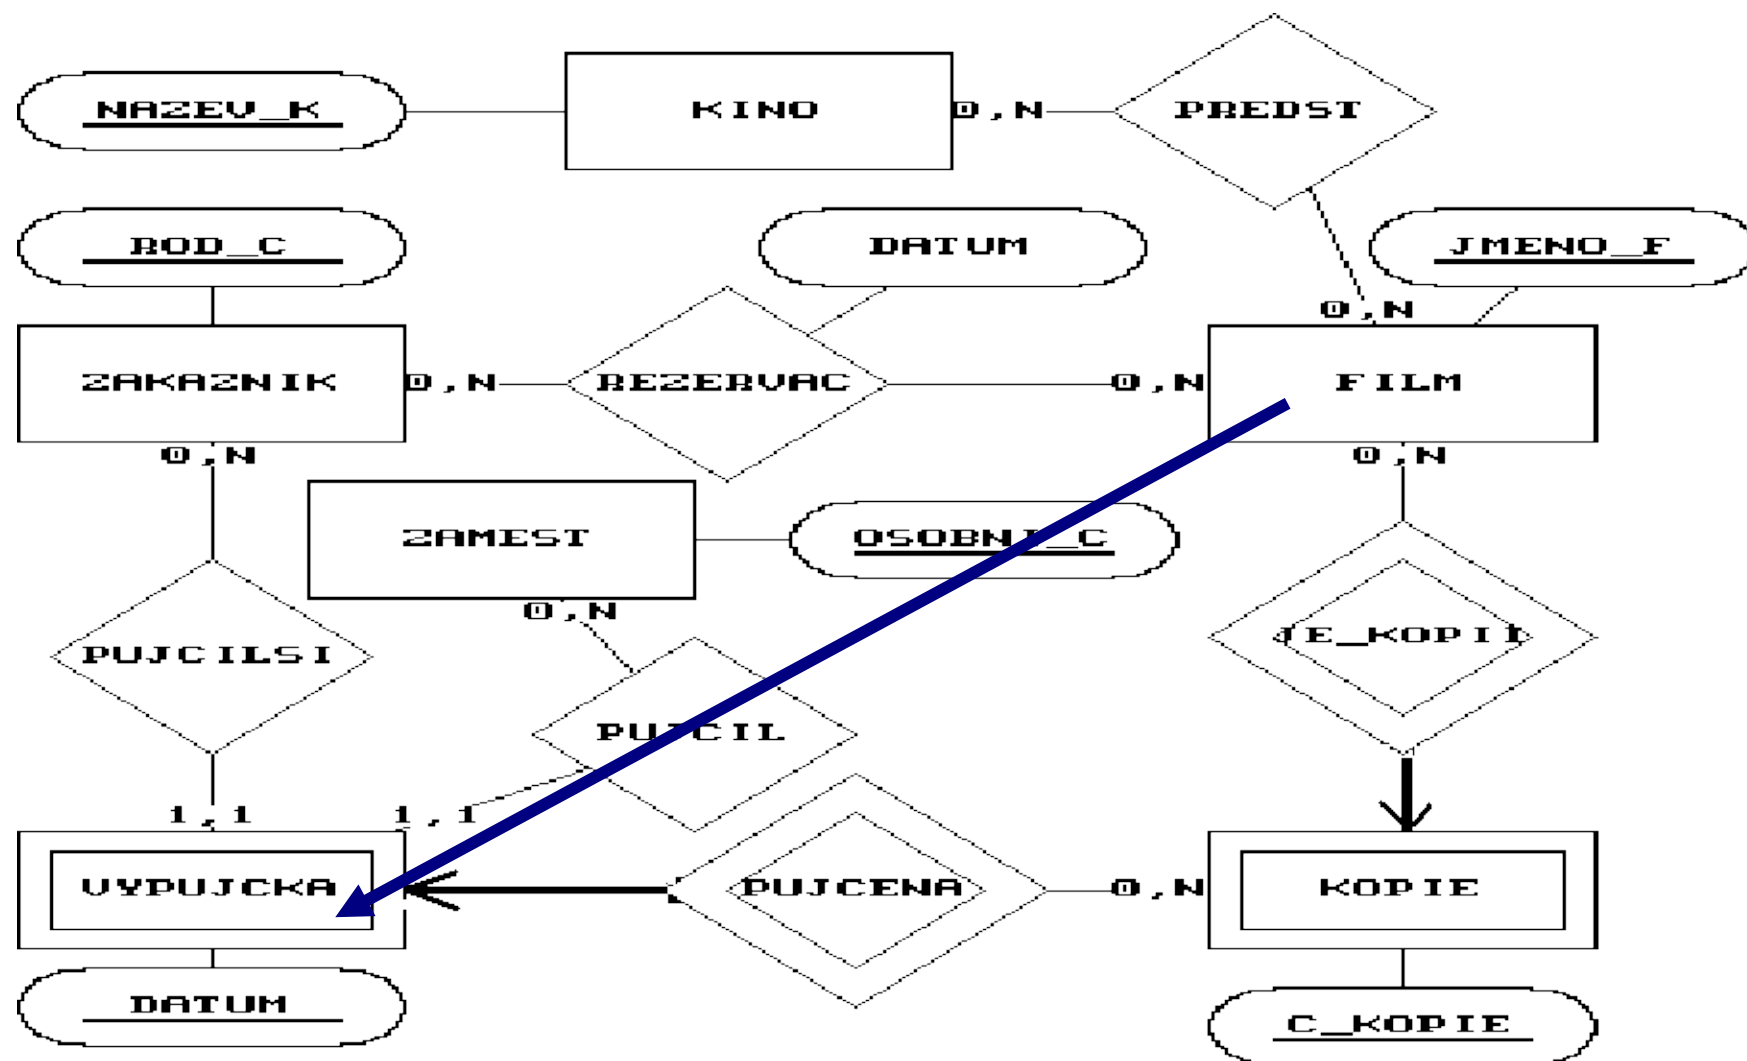 NAZEV_K
KINO
0,N
PREDST
ROD_C
DATUM
JMENO_F
0,N
ZAKAZNIK
0,N
REZERVAC
0,N
FILM
0,N
0,N
ZAMEST
OSOBNI_C
0,N
JE_KOPII
PUJCILSI
PUJCIL
1,1
1,1
VYPUJCKA
PUJCENA
0,N
KOPIE
DATUM
C_KOPIE